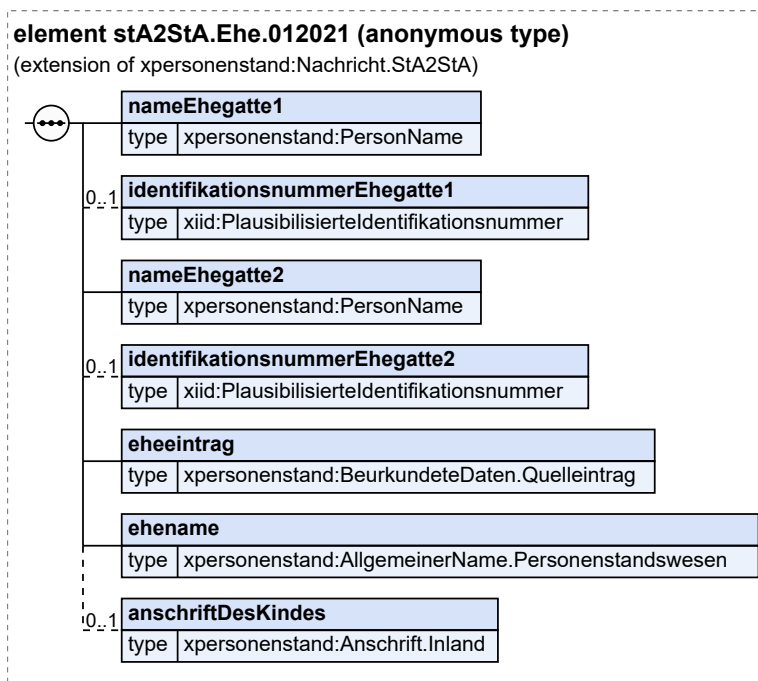 element stA2StA.Ehe.012021 (anonymous type)
(extension of xpersonenstand:Nachricht.StA2StA)
nameEhegatte1
type xpersonenstand:PersonName
0..1 identifikationsnummerEhegatte1
type xiid:PlausibilisierteIdentifikationsnummer
nameEhegatte2
type xpersonenstand:PersonName
0..1 identifikationsnummerEhegatte2
type xiid:PlausibilisierteIdentifikationsnummer
eheeintrag
type xpersonenstand:BeurkundeteDaten.Quelleintrag
ehename
type xpersonenstand:AllgemeinerName.Personenstandswesen
0..1 anschriftDesKindes
type xpersonenstand:Anschrift.Inland